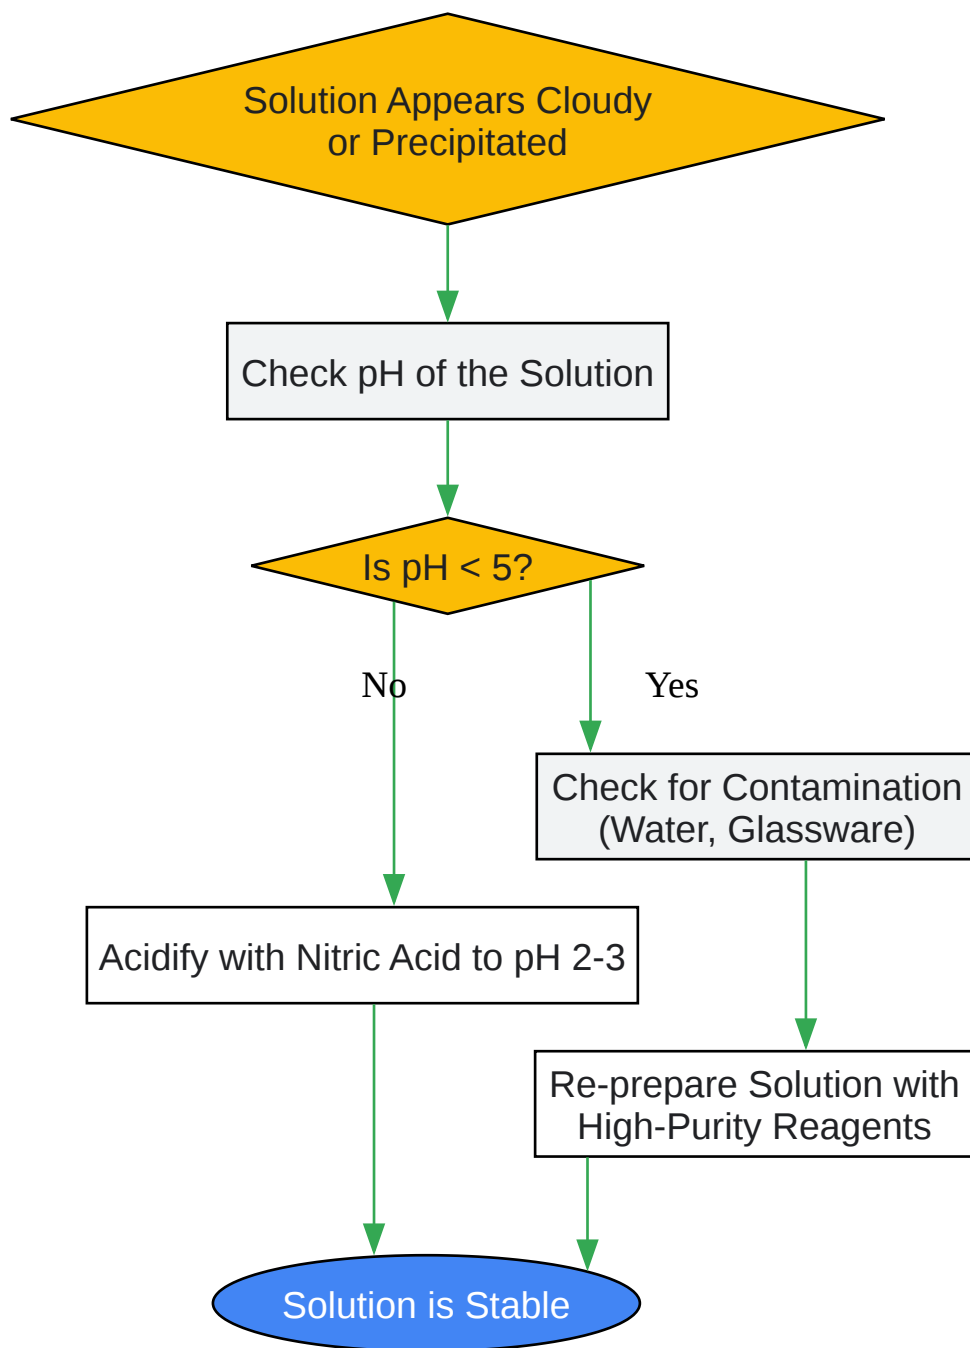 Solution Appears Cloudy
or Precipitated
Check pH of the Solution
Is pH < 5?
No
Yes
Check for Contamination
(Water, Glassware)
Acidify with Nitric Acid to pH 2-3
Re-prepare Solution with
High-Purity Reagents
Solution is Stable